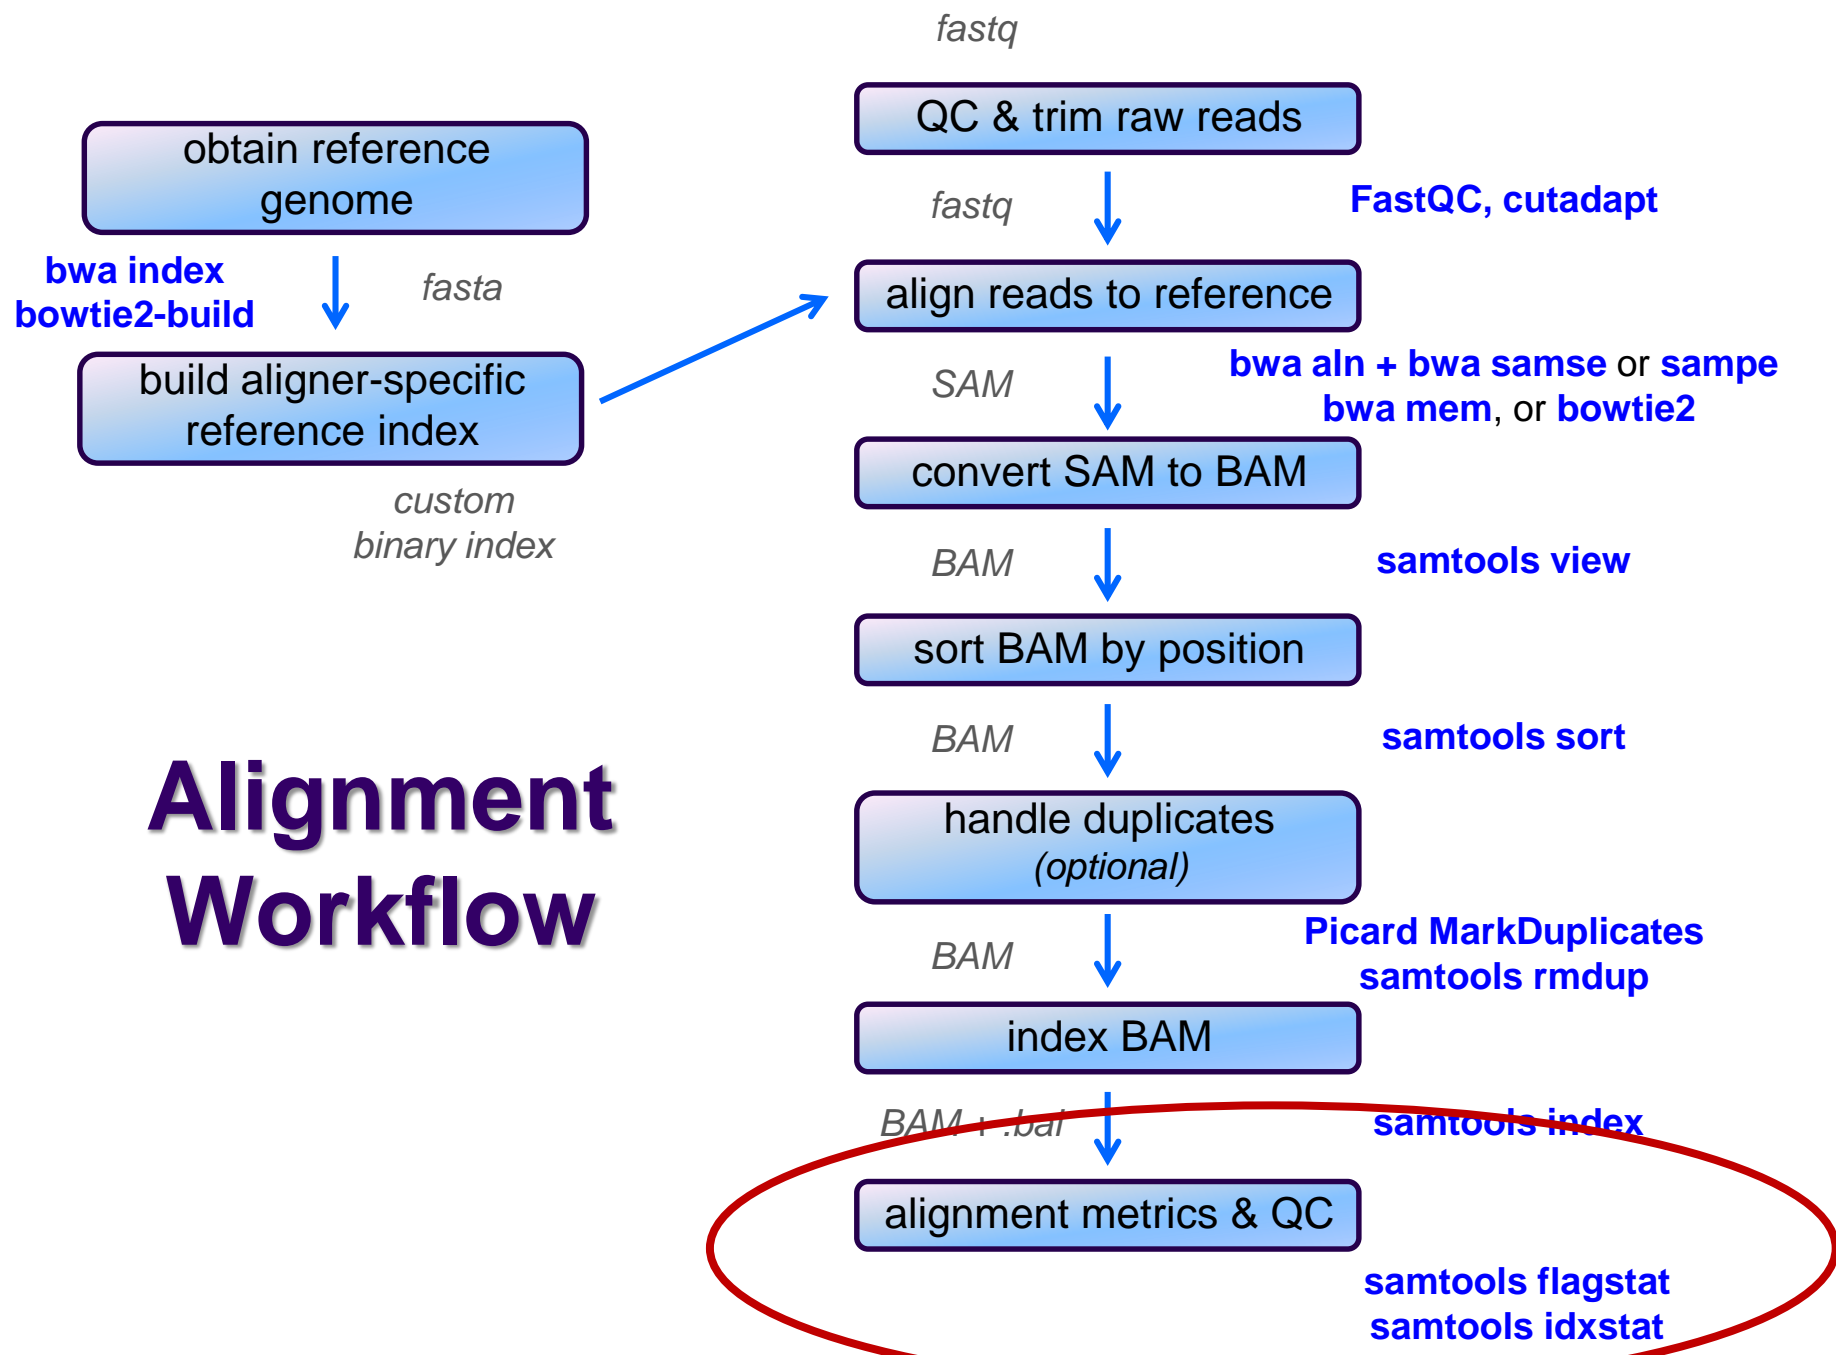 fastq
QC & trim raw reads
obtain reference
genome
fastq
FastQC, cutadapt
bwa index
bowtie2-build
fasta
align reads to reference
build aligner-specific
reference index
SAM
bwa aln + bwa samse or sampe
bwa mem, or bowtie2
convert SAM to BAM
custom
binary index
BAM
samtools view
sort BAM by position
BAM
samtools sort
Alignment
Workflow
handle duplicates
(optional)
BAM
Picard MarkDuplicates
samtools rmdup
index BAM
BAM + .bai
samtools index
alignment metrics & QC
samtools flagstat
samtools idxstat